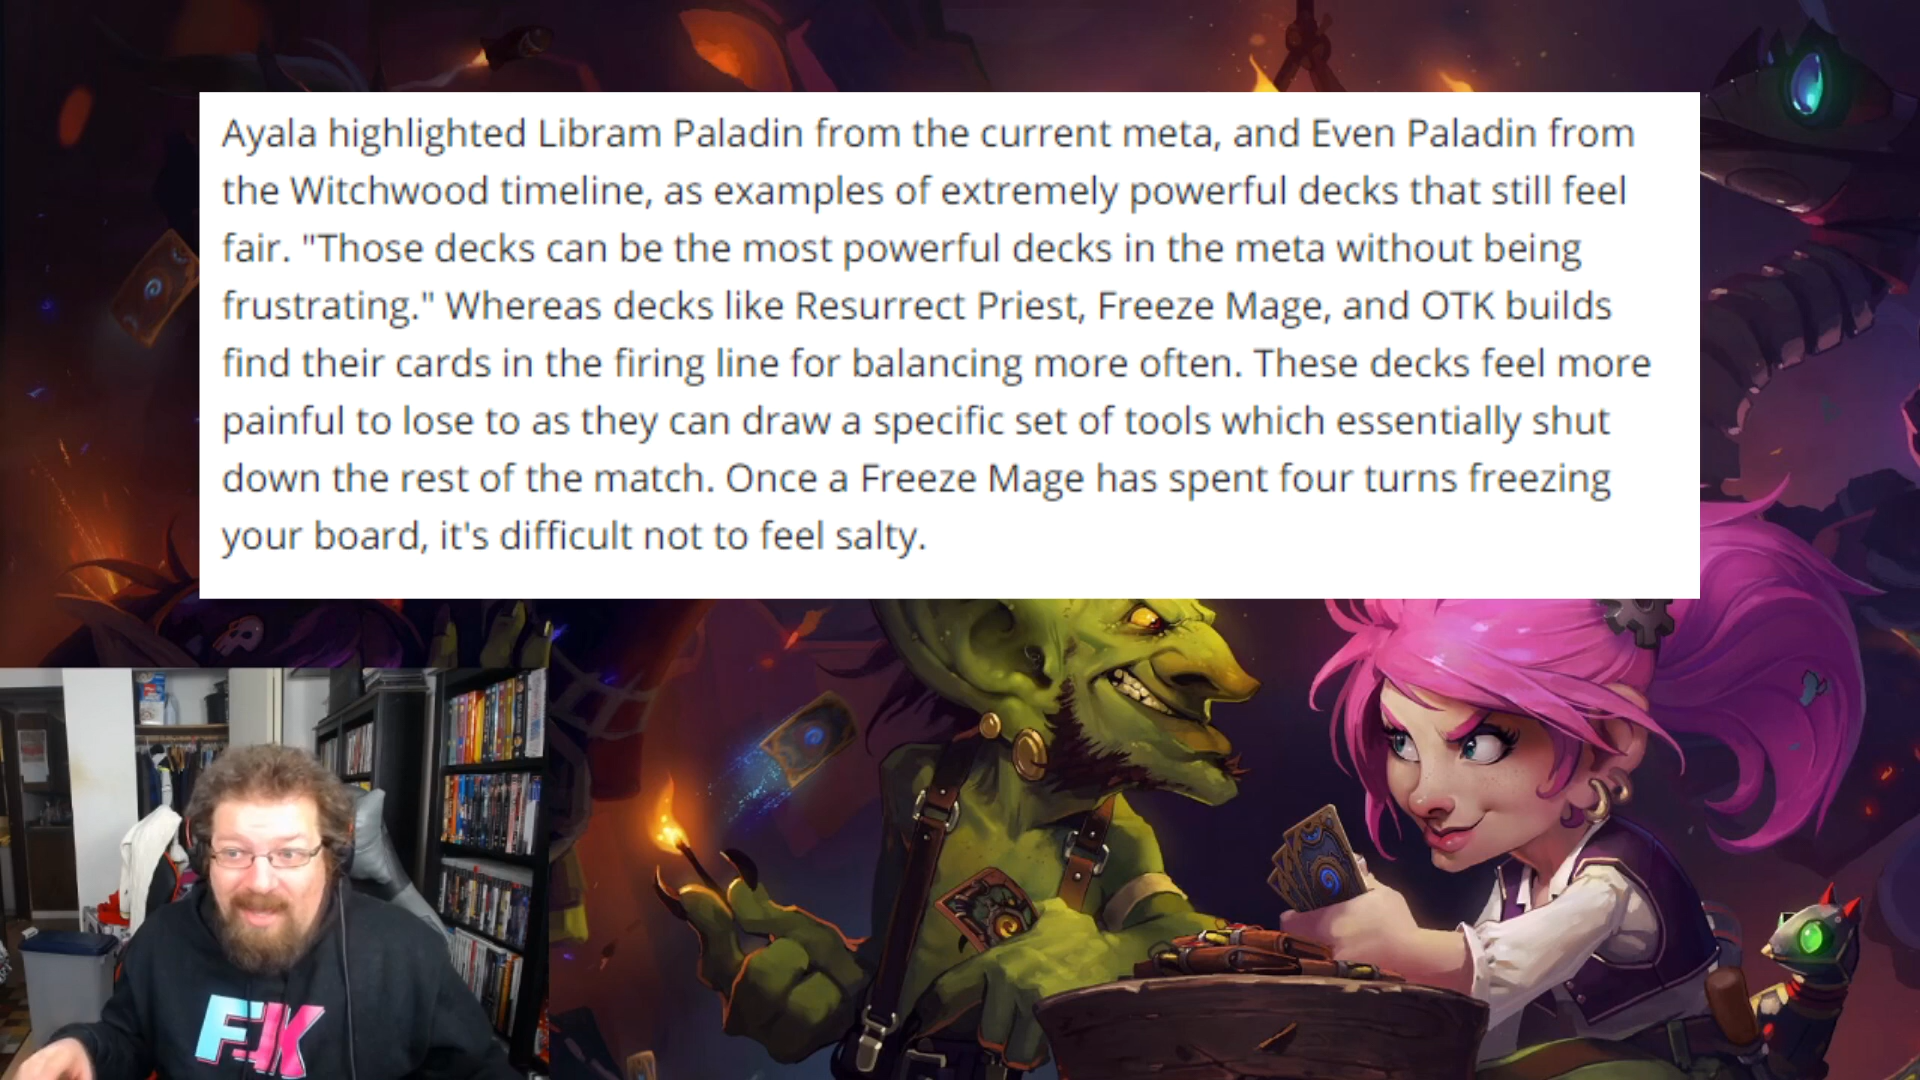 Ayala highlighted Libram Paladin from the current meta, and Even Paladin from
the Witchwood timeline, as examples of extremely powerful decks that still feel
fair. "Those decks can be the most powerful decks in the meta without being
frustrating." Whereas decks like Resurrect Priest, Freeze Mage, and OTK builds
find their cards in the firing line for balancing more often. These decks feel more
painful to lose to as they can draw a specific set of tools which essentially shut
down the rest of the match. Once a Freeze Mage has spent four turns freezing
your board, it's difficult not to feel salty.